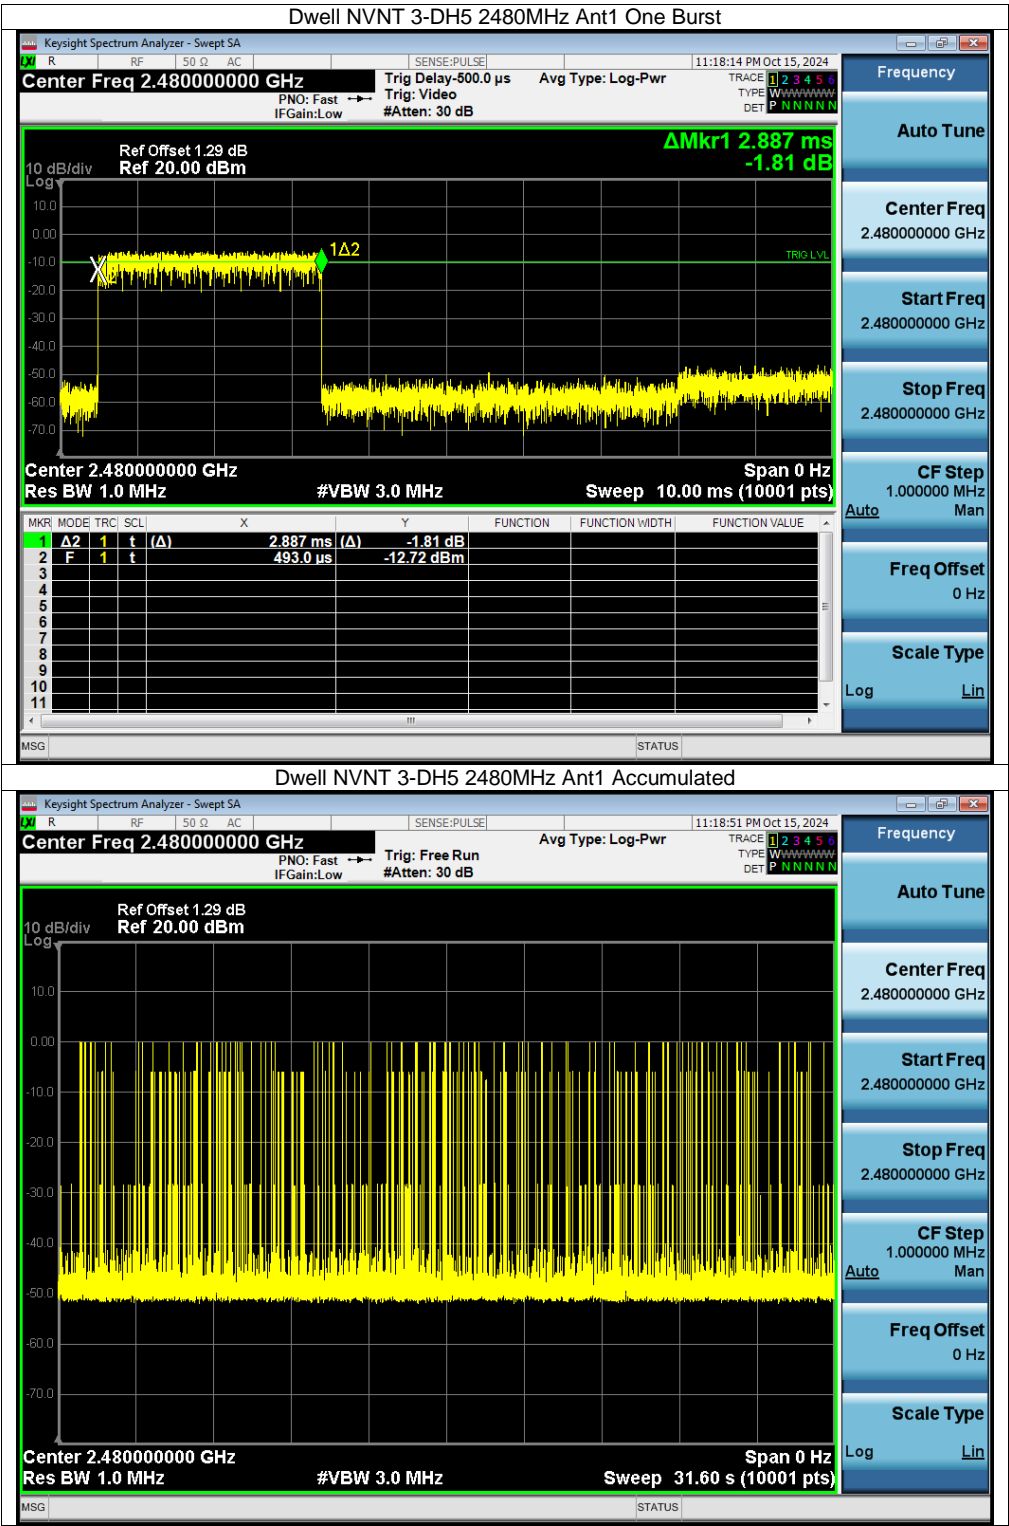 Dwell NVNT 3-DH5 2480MHz Ant1 One Burst
Keysight Spectrum Analyzer - Swept SA
LXI R RF 50 Ω AC SENSE:PULSE 11:18:14 PM Oct 15, 2024
Center Freq 2.480000000 GHz
PNO: Fast
IFGain:Low
Trig Delay-500.0 µs
Trig: Video
#Atten: 30 dB
Avg Type: Log-Pwr
TRACE 1 2 3 4 5 6
TYPE WWWWWW
DET P N N N N N
ΔMkr1 2.887 ms
-1.81 dB
Ref Offset 1.29 dB
10 dB/div Ref 20.00 dBm
Log
10.0
0.00
-10.0
-20.0
-30.0
-40.0
-50.0
-60.0
-70.0
1Δ2
TRIG LVL
Center 2.480000000 GHz Span 0 Hz
Res BW 1.0 MHz #VBW 3.0 MHz Sweep 10.00 ms (10001 pts)
MKR MODE TRC SCL X Y FUNCTION FUNCTION WIDTH FUNCTION VALUE
1 Δ2 1 t (Δ) 2.887 ms (Δ) -1.81 dB
2 F 1 t 493.0 µs -12.72 dBm
3
4
5
6
7
8
9
10
11
MSG STATUS
Frequency
Auto Tune
Center Freq
2.480000000 GHz
Start Freq
2.480000000 GHz
Stop Freq
2.480000000 GHz
CF Step
1.000000 MHz
Auto Man
Freq Offset
0 Hz
Scale Type
Log Lin
Dwell NVNT 3-DH5 2480MHz Ant1 Accumulated
Keysight Spectrum Analyzer - Swept SA
LXI R RF 50 Ω AC SENSE:PULSE 11:18:51 PM Oct 15, 2024
Center Freq 2.480000000 GHz
PNO: Fast
IFGain:Low
Trig: Free Run
#Atten: 30 dB
Avg Type: Log-Pwr
TRACE 1 2 3 4 5 6
TYPE WWWWWW
DET P N N N N N
Ref Offset 1.29 dB
10 dB/div Ref 20.00 dBm
Log
10.0
0.00
-10.0
-20.0
-30.0
-40.0
-50.0
-60.0
-70.0
Center 2.480000000 GHz Span 0 Hz
Res BW 1.0 MHz #VBW 3.0 MHz Sweep 31.60 s (10001 pts)
MSG STATUS
Frequency
Auto Tune
Center Freq
2.480000000 GHz
Start Freq
2.480000000 GHz
Stop Freq
2.480000000 GHz
CF Step
1.000000 MHz
Auto Man
Freq Offset
0 Hz
Scale Type
Log Lin